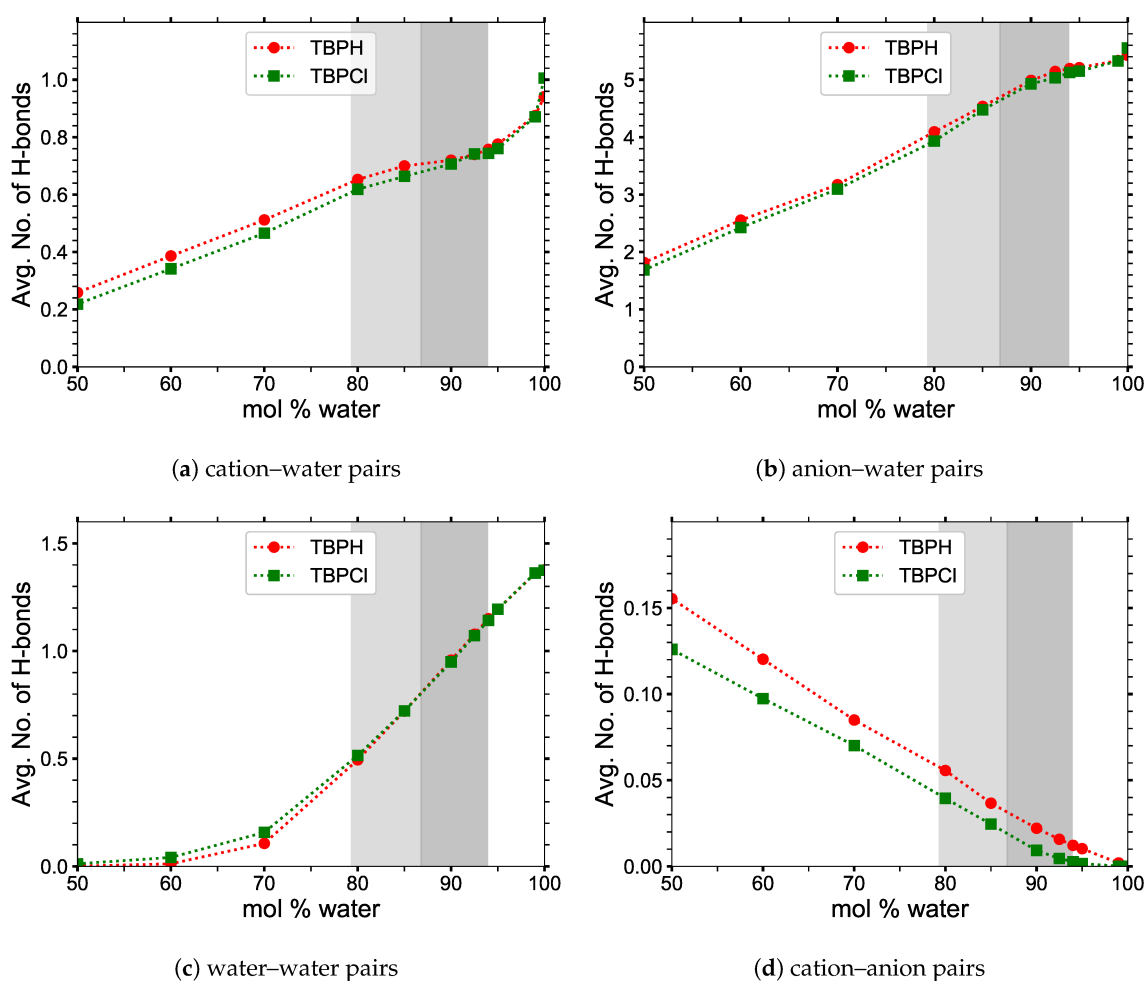 TBPH
TBPCl
Avg. No. of H-bonds
1.0
0.8
0.6
0.4
0.2
0.0
50 60 70 80 90 100
mol % water
(a) cation–water pairs
TBPH
TBPCl
Avg. No. of H-bonds
5
4
3
2
1
0
50 60 70 80 90 100
mol % water
(b) anion–water pairs
TBPH
TBPCl
Avg. No. of H-bonds
1.5
1.0
0.5
0.0
50 60 70 80 90 100
mol % water
(c) water–water pairs
TBPH
TBPCl
Avg. No. of H-bonds
0.15
0.10
0.05
0.00
50 60 70 80 90 100
mol % water
(d) cation–anion pairs